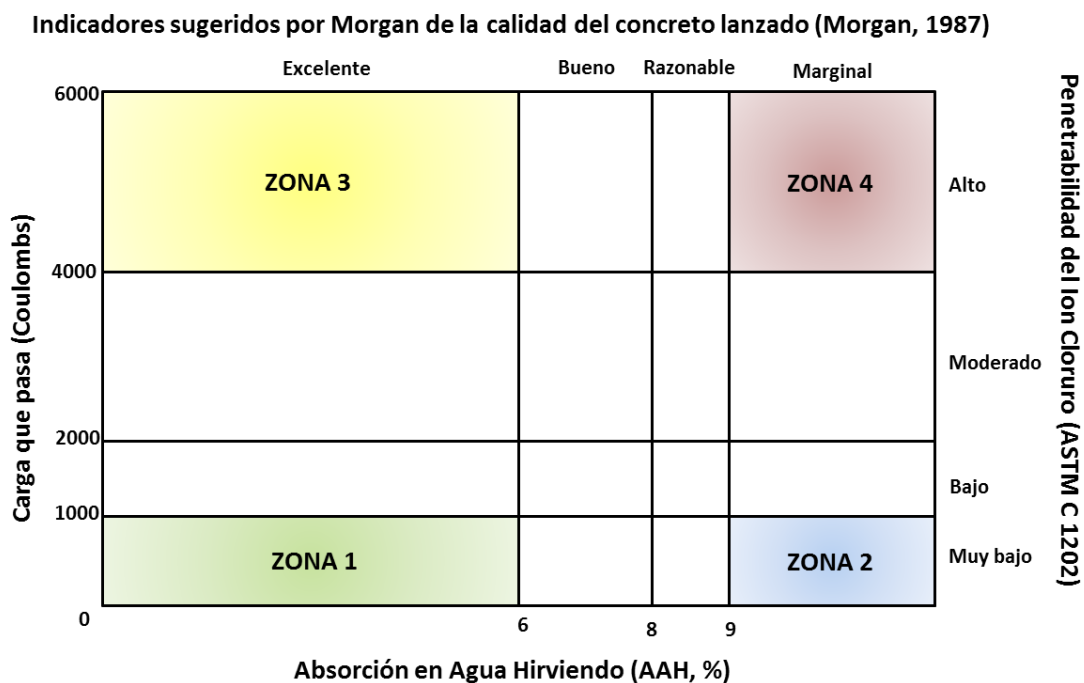 Indicadores sugeridos por Morgan de la calidad del concreto lanzado (Morgan, 1987)
Excelente
Bueno
Razonable
Marginal
6000
ZONA 3
ZONA 4
Alto
4000
Moderado
2000
Bajo
1000
ZONA 1
ZONA 2
Muy bajo
0
6
8
9
Carga que pasa (Coulombs)
Penetrabilidad del Ion Cloruro (ASTM C 1202)
Absorción en Agua Hirviendo (AAH, %)